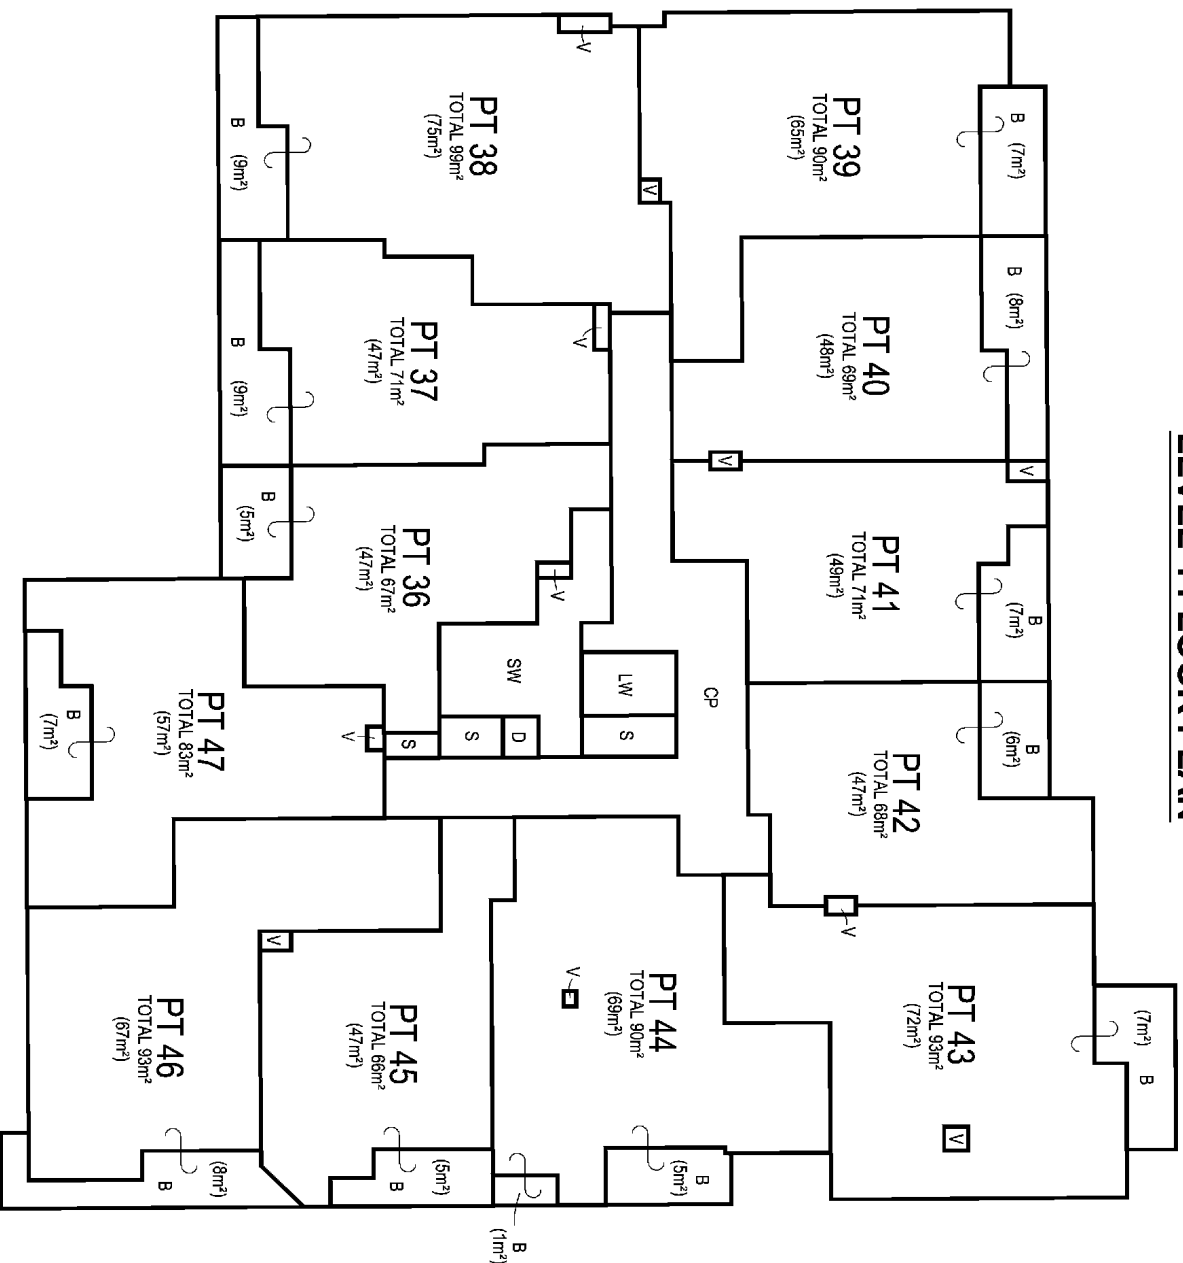 LEVEL FLOOR PLAN
(7m²)
B
B
(7m²)
B
(8m²)
V
B
(7m²)
B
(6m²)
PT 43
TOTAL 93m²
(72m²)
V
V
PT 42
TOTAL 68m²
(47m²)
PT 41
TOTAL 71m²
(49m²)
PT 40
TOTAL 69m²
(48m²)
PT 39
TOTAL 90m²
(65m²)
V
V
CP
B
(5m²)
PT 44
TOTAL 90m²
(69m²)
V
LW
S
V
V
V
V
D
SW
S
B
(1m²)
PT 38
TOTAL 99m²
(75m²)
PT 37
TOTAL 71m²
(47m²)
PT 36
TOTAL 67m²
(47m²)
S
V
PT 45
TOTAL 66m²
(47m²)
(5m²)
B
V
B
(9m²)
B
(9m²)
B
(5m²)
PT 47
TOTAL 83m²
(57m²)
B
(7m²)
PT 46
TOTAL 93m²
(67m²)
(8m²)
B